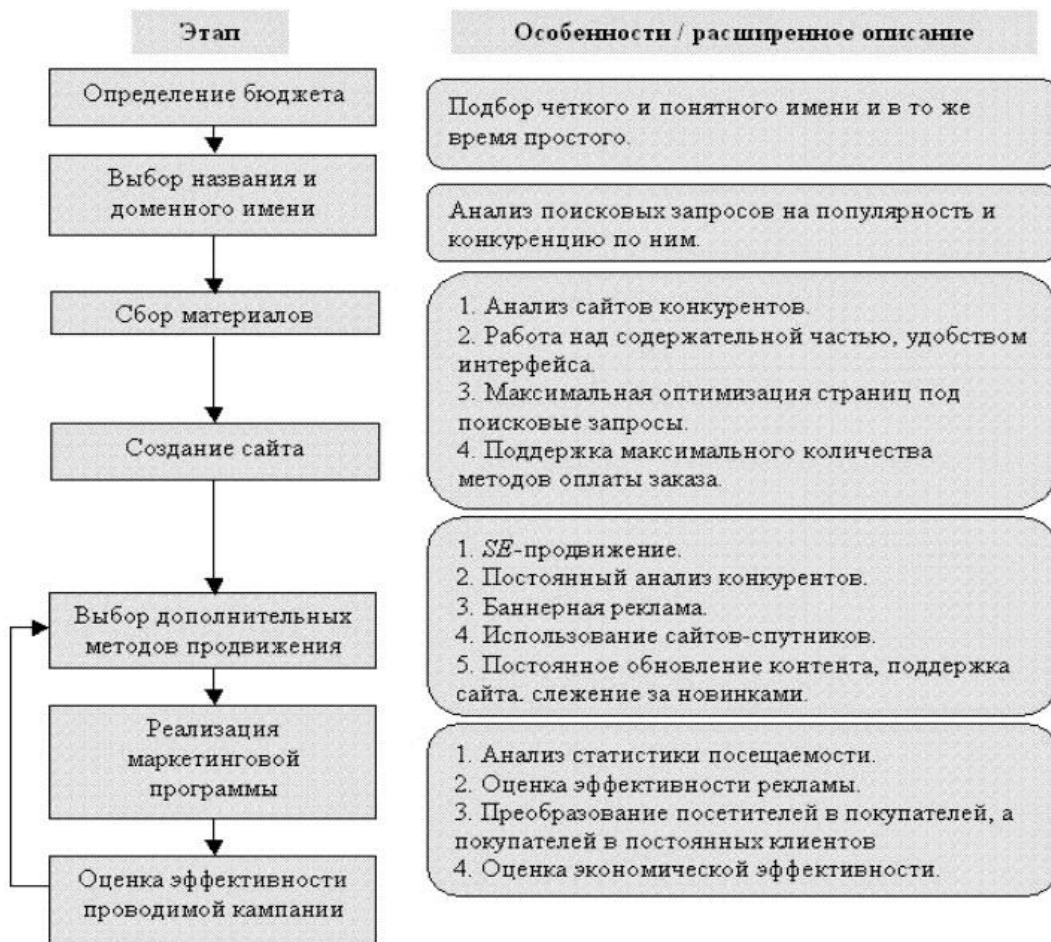 Этап
Особенности / расширенное описание
Определение бюджета
Подбор четкого и понятного имени и в то же
время простого.
Выбор названия и
доменного имени
Анализ поисковых запросов на популярность и
конкуренцию по ним.
Сбор материалов
1. Анализ сайтов конкурентов.
2. Работа над содержательной частью, удобством
интерфейса.
3. Максимальная оптимизация страниц под
поисковые запросы.
4. Поддержка максимального количества
методов оплаты заказа.
Создание сайта
1. SE-продвижение.
2. Постоянный анализ конкурентов.
3. Баннерная реклама.
4. Использование сайтов-спутников.
5. Постоянное обновление контента, поддержка
сайта. слежение за новинками.
Выбор дополнительных
методов продвижения
Реализация
маркетинговой
программы
1. Анализ статистики посещаемости.
2. Оценка эффективности рекламы.
3. Преобразование посетителей в покупателей, а
покупателей в постоянных клиентов
4. Оценка экономической эффективности.
Оценка эффективности
проводимой кампании